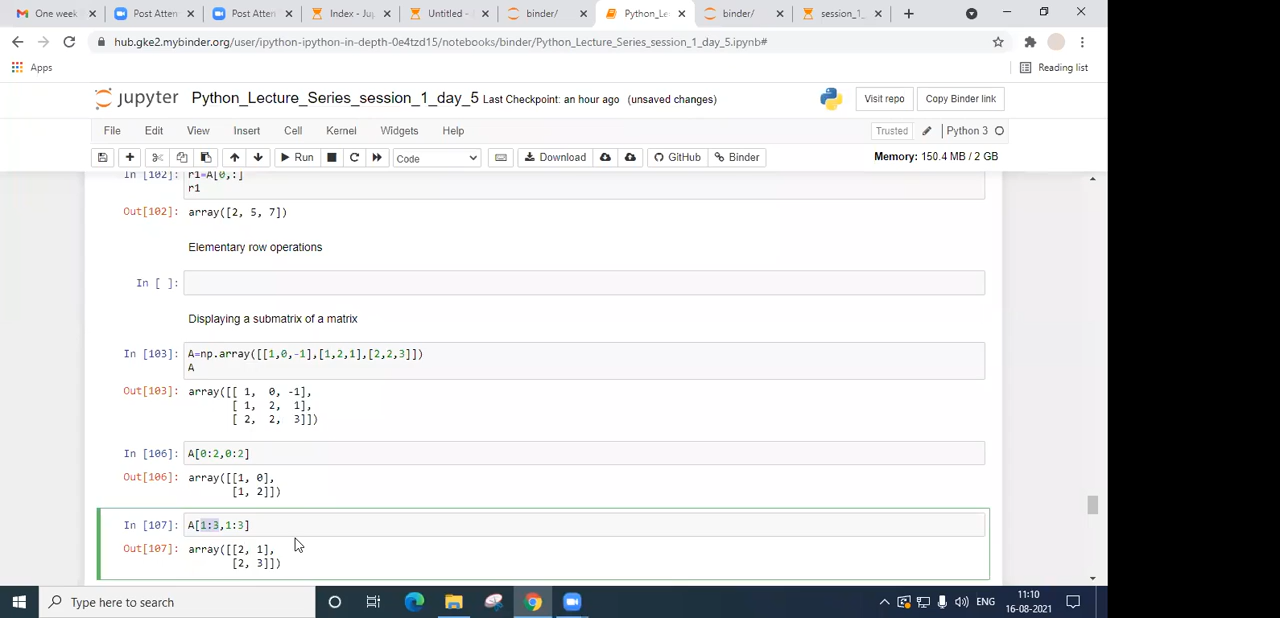 One week
Post Atten
Post Atten
Index - Ju
Untitled -
binder/
Python_Le
binder/
session_1_
hub.gke2.mybinder.org/user/ipython-ipython-in-depth-0e4tzd15/notebooks/binder/Python_Lecture_Series_session_1_day_5.ipynb#
Apps
Reading list
jupyter Python_Lecture_Series_session_1_day_5 Last Checkpoint: an hour ago (unsaved changes)
Visit repo
Copy Binder link
File Edit View Insert Cell Kernel Widgets Help
Trusted
Python 3
Run
Code
Download
GitHub
Binder
Memory: 150.4 MB / 2 GB
In [102]: r1=A[0,:]
r1
Out[102]: array([2, 5, 7])
Elementary row operations
In [ ]:
Displaying a submatrix of a matrix
In [103]: A=np.array([[1,0,-1],[1,2,1],[2,2,3]])
A
Out[103]: array([[ 1, 0, -1],
[ 1, 2, 1],
[ 2, 2, 3]])
In [106]: A[0:2,0:2]
Out[106]: array([[1, 0],
[1, 2]])
In [107]: A[1:3,1:3]
Out[107]: array([[2, 1],
[2, 3]])
Type here to search
ENG
11:10
16-08-2021